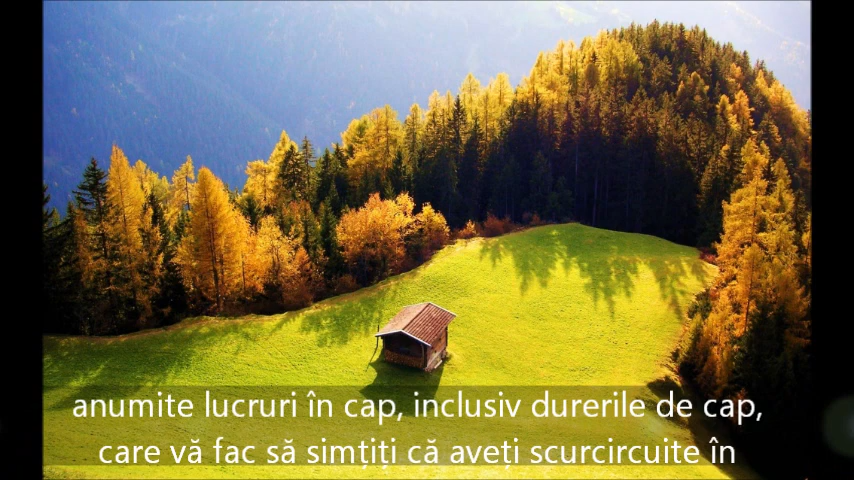 anumite lucruri în cap, inclusiv durerile de cap,
care vă fac să simțiți că aveți scurcircuite în